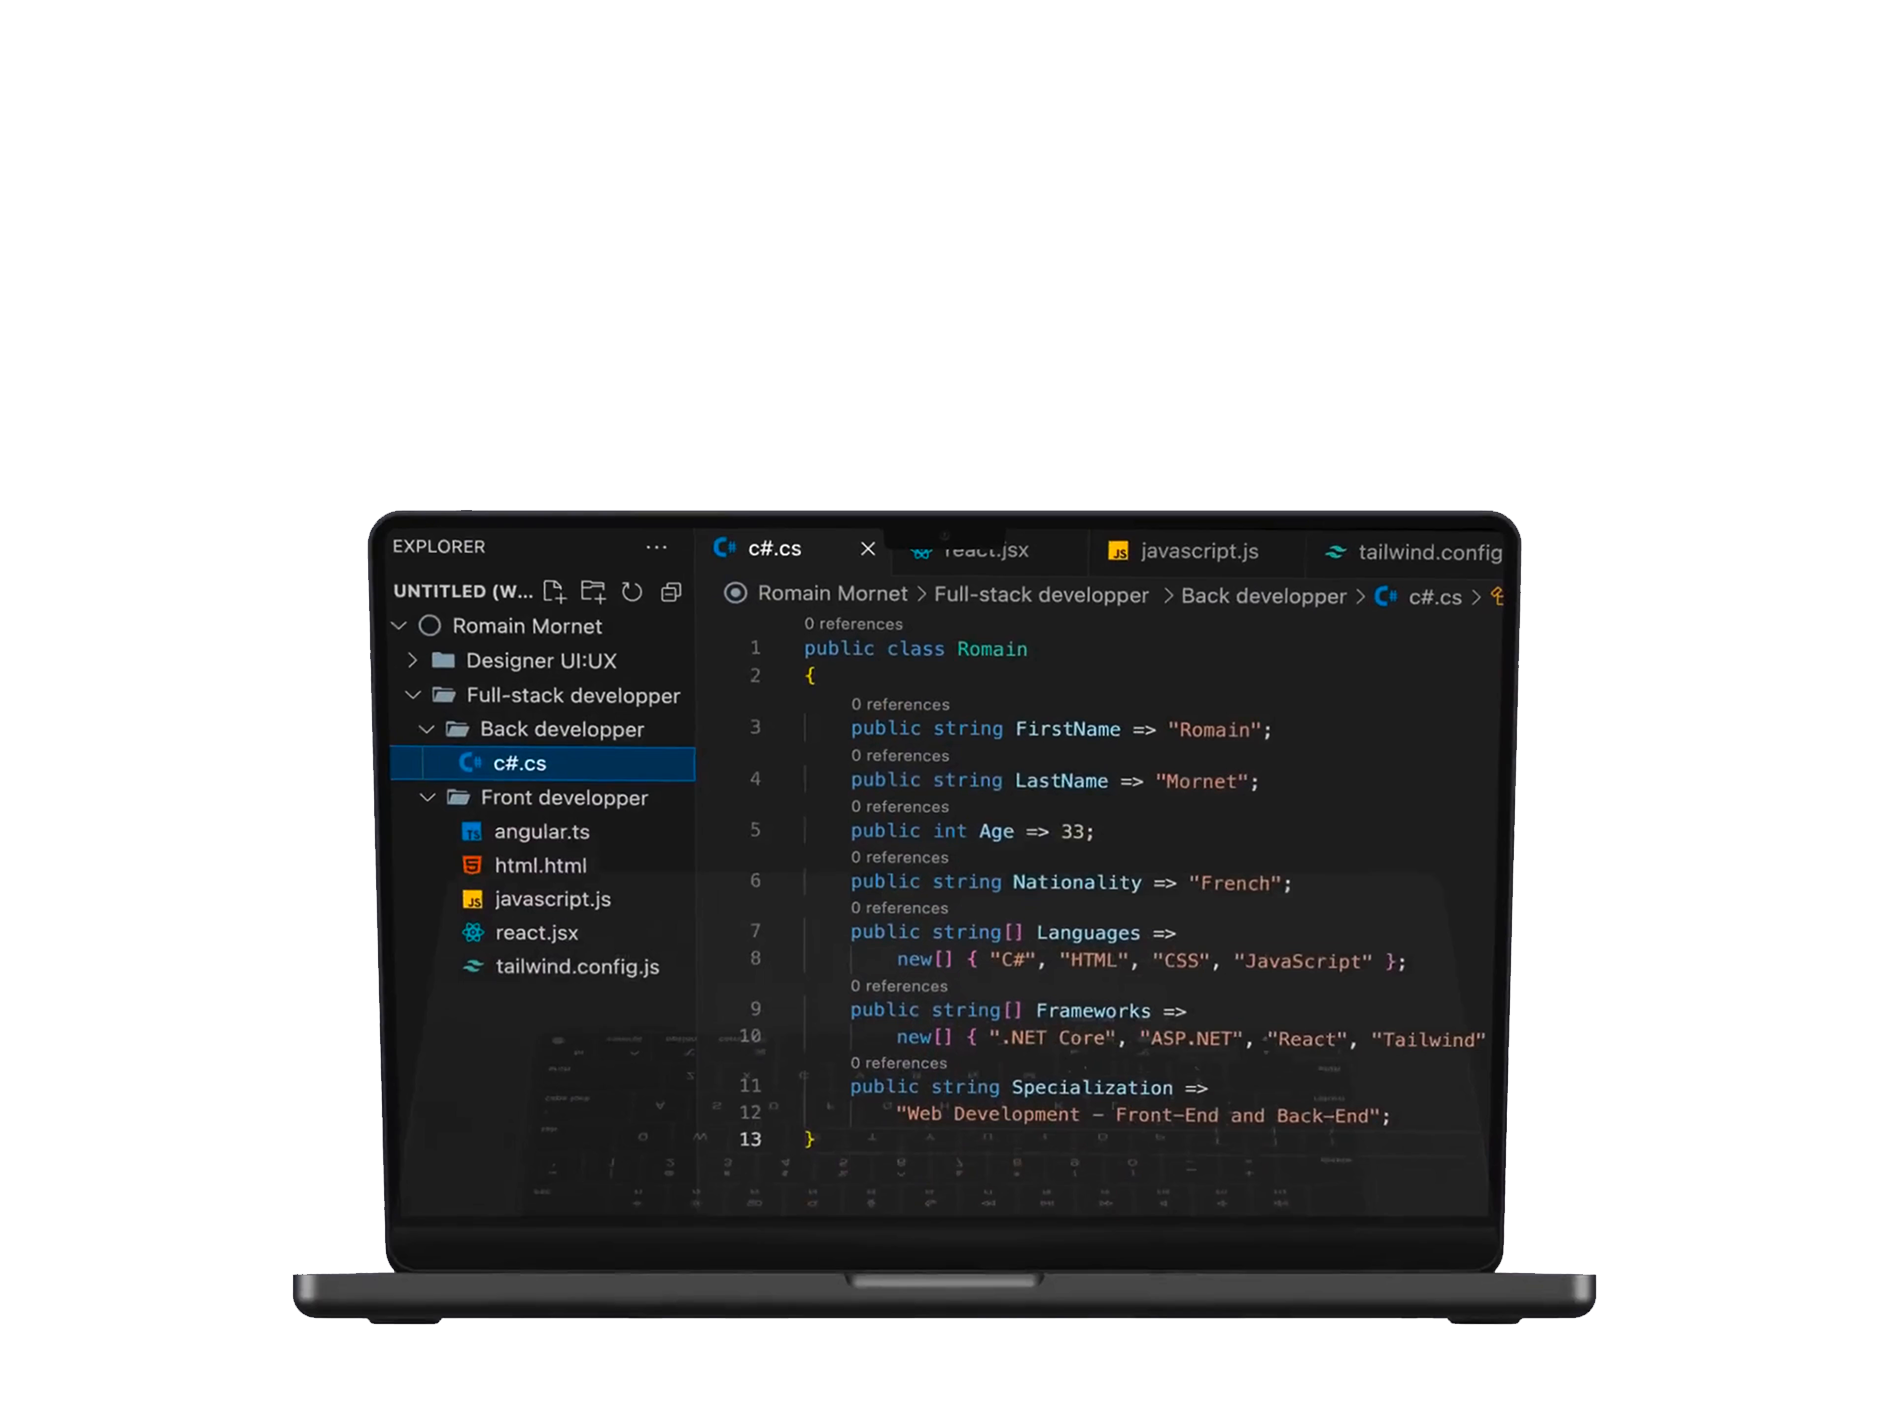 EXPLORER
UNTITLED (W...
Romain Mornet
Designer UI:UX
Full-stack developper
Back developper
c#.cs
Front developper
angular.ts
html.html
javascript.js
react.jsx
tailwind.config.js
c#.cs react.jsx javascript.js tailwind.config
Romain Mornet > Full-stack developper > Back developper > c#.cs >
0 references
1 public class Romain
2 {
0 references
3 public string FirstName => "Romain";
0 references
4 public string LastName => "Mornet";
0 references
5 public int Age => 33;
0 references
6 public string Nationality => "French";
0 references
7 public string[] Languages =>
8 new[] { "C#", "HTML", "CSS", "JavaScript" };
0 references
9 public string[] Frameworks =>
10 new[] { ".NET Core", "ASP.NET", "React", "Tailwind"
0 references
11 public string Specialization =>
12 "Web Development - Front-End and Back-End";
13 }